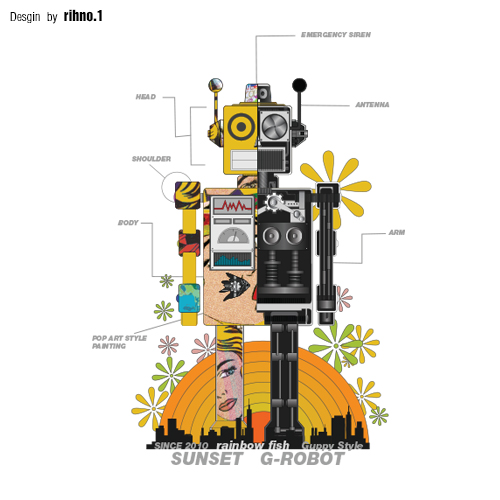 Desgin by rihno.1
EMERGENCY SIREN
HEAD
ANTENNA
SHOULDER
BODY
ARM
POP ART STYLE
PAINTING
SINCE 2010 rainbow fish Guppy Style
SUNSET G-ROBOT